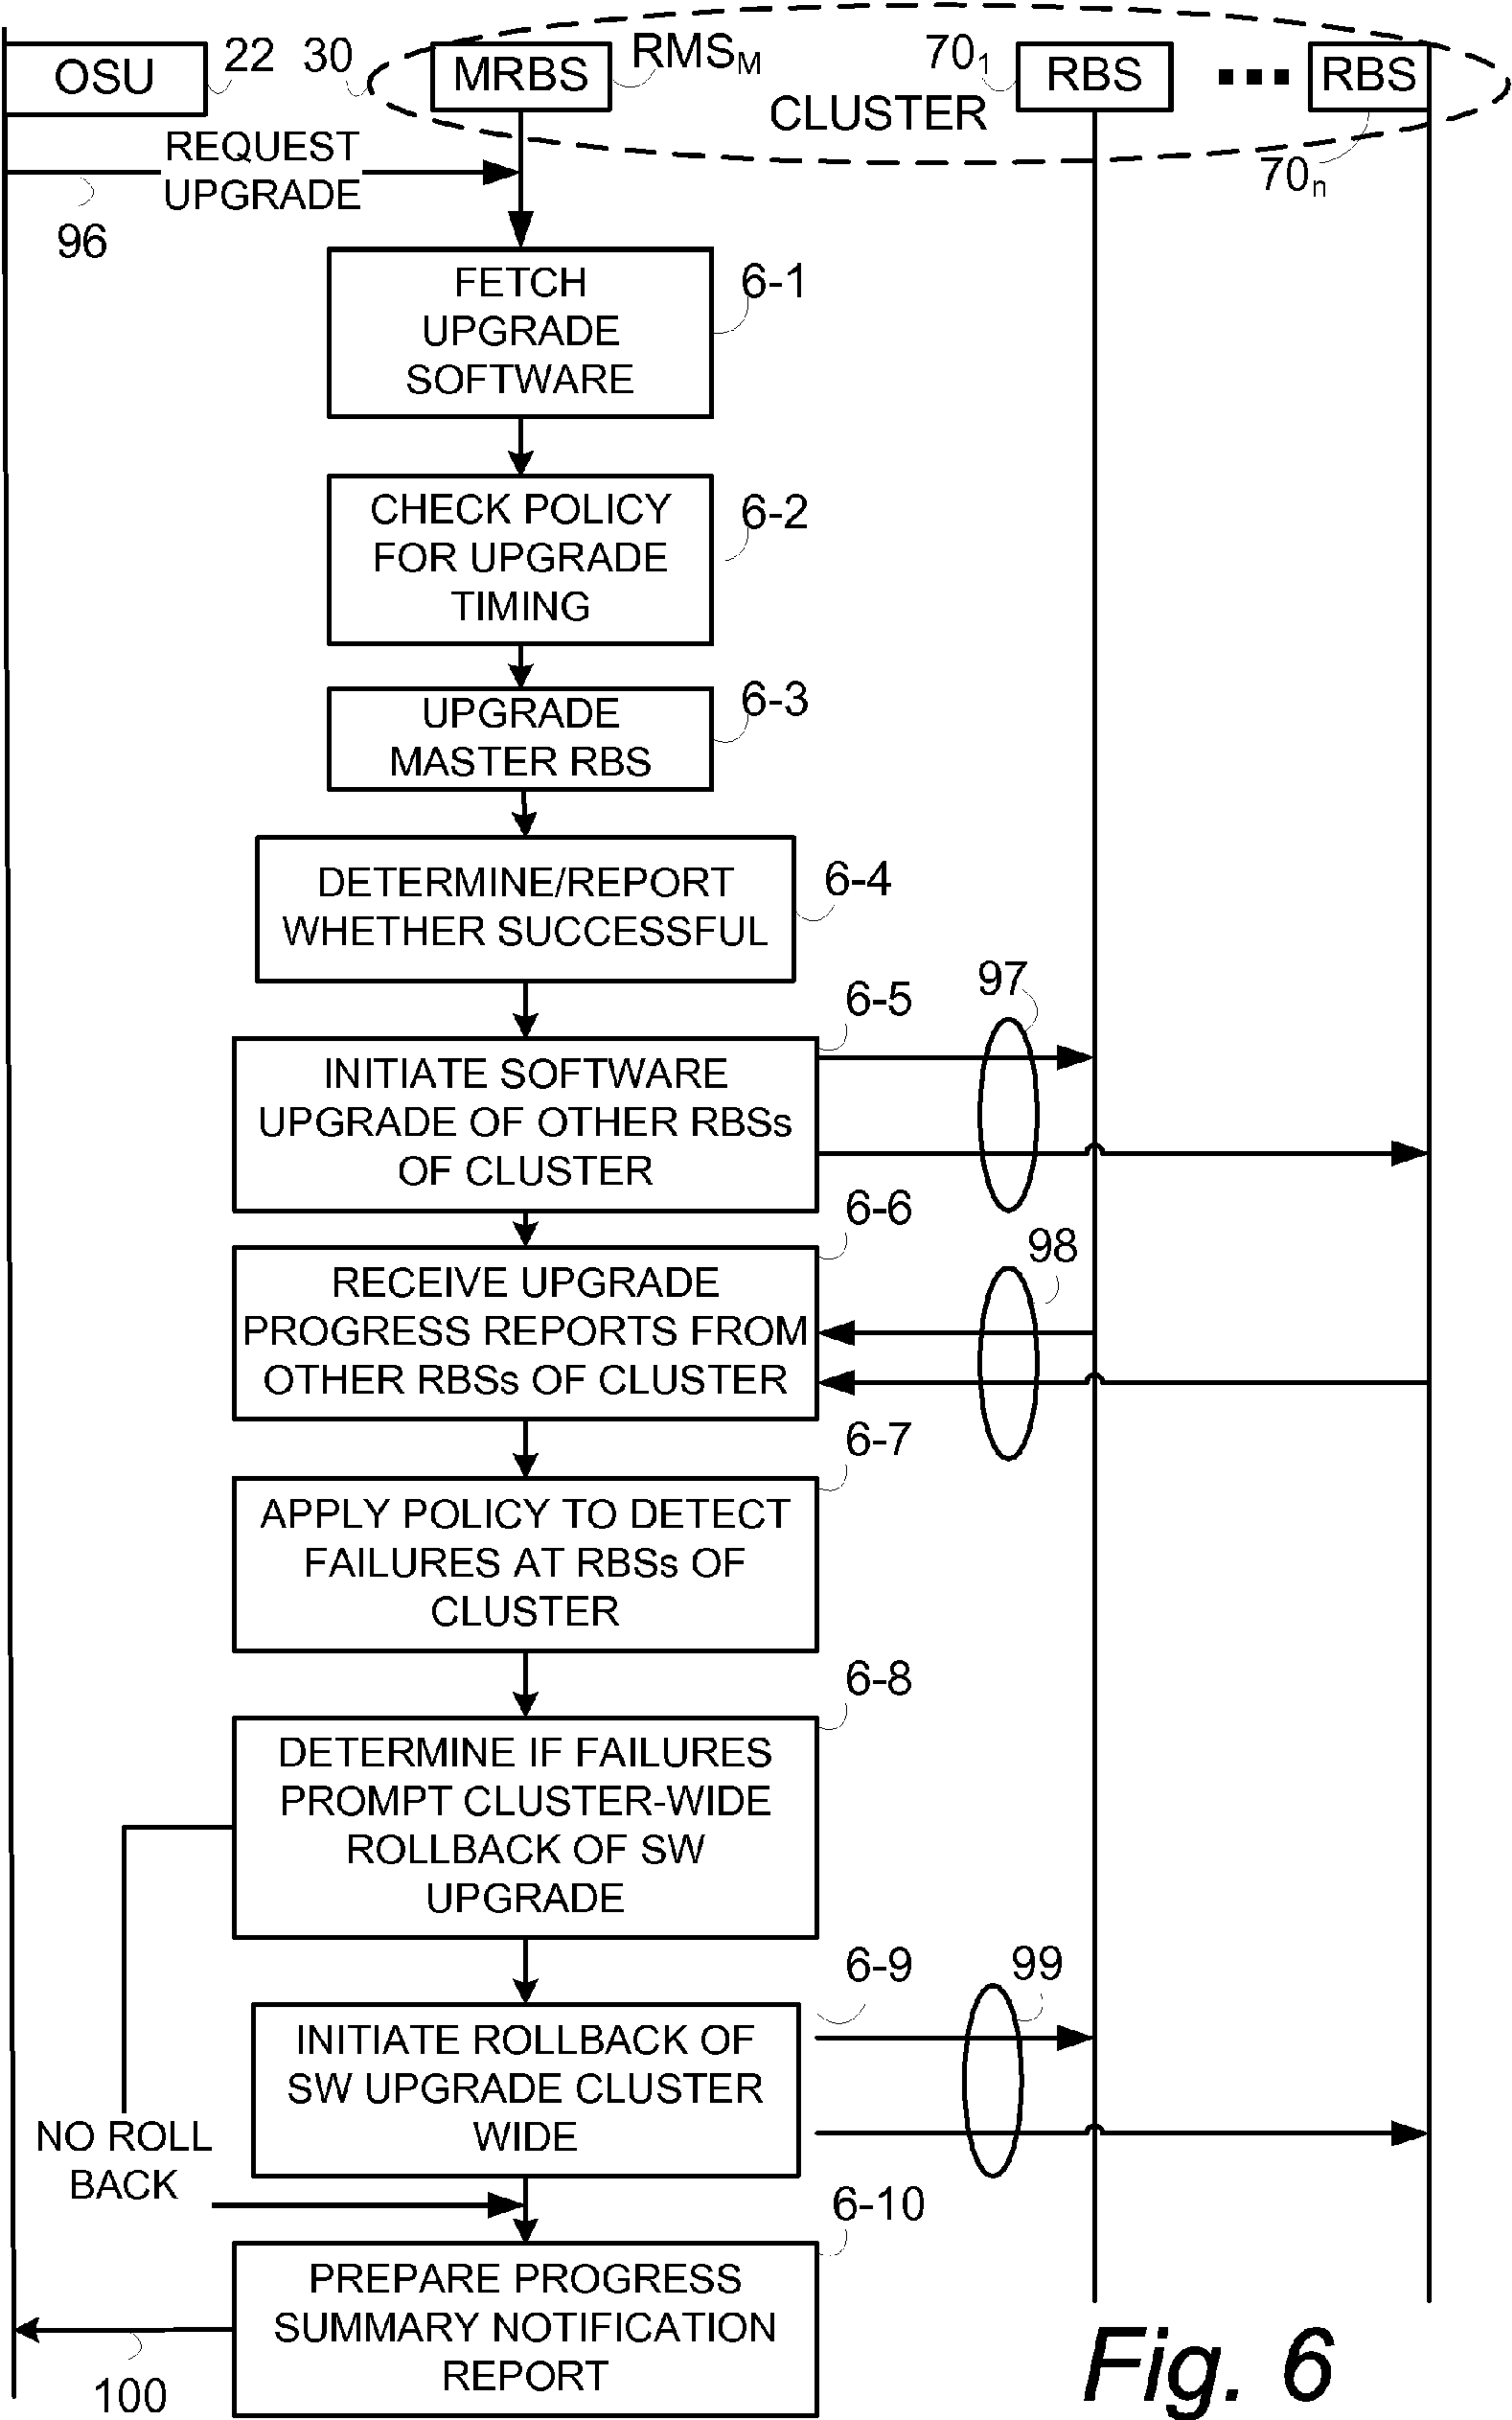 OSU
22
30
MRBS
RMSM
CLUSTER
701
RBS
RBS
70n
REQUEST
UPGRADE
96
FETCH
UPGRADE
SOFTWARE
6-1
CHECK POLICY
FOR UPGRADE
TIMING
6-2
UPGRADE
MASTER RBS
6-3
DETERMINE/REPORT
WHETHER SUCCESSFUL
6-4
INITIATE SOFTWARE
UPGRADE OF OTHER RBSs
OF CLUSTER
6-5
97
RECEIVE UPGRADE
PROGRESS REPORTS FROM
OTHER RBSs OF CLUSTER
6-6
98
APPLY POLICY TO DETECT
FAILURES AT RBSs OF
CLUSTER
6-7
DETERMINE IF FAILURES
PROMPT CLUSTER-WIDE
ROLLBACK OF SW
UPGRADE
6-8
INITIATE ROLLBACK OF
SW UPGRADE CLUSTER
WIDE
6-9
99
NO ROLL
BACK
PREPARE PROGRESS
SUMMARY NOTIFICATION
REPORT
6-10
100
Fig. 6